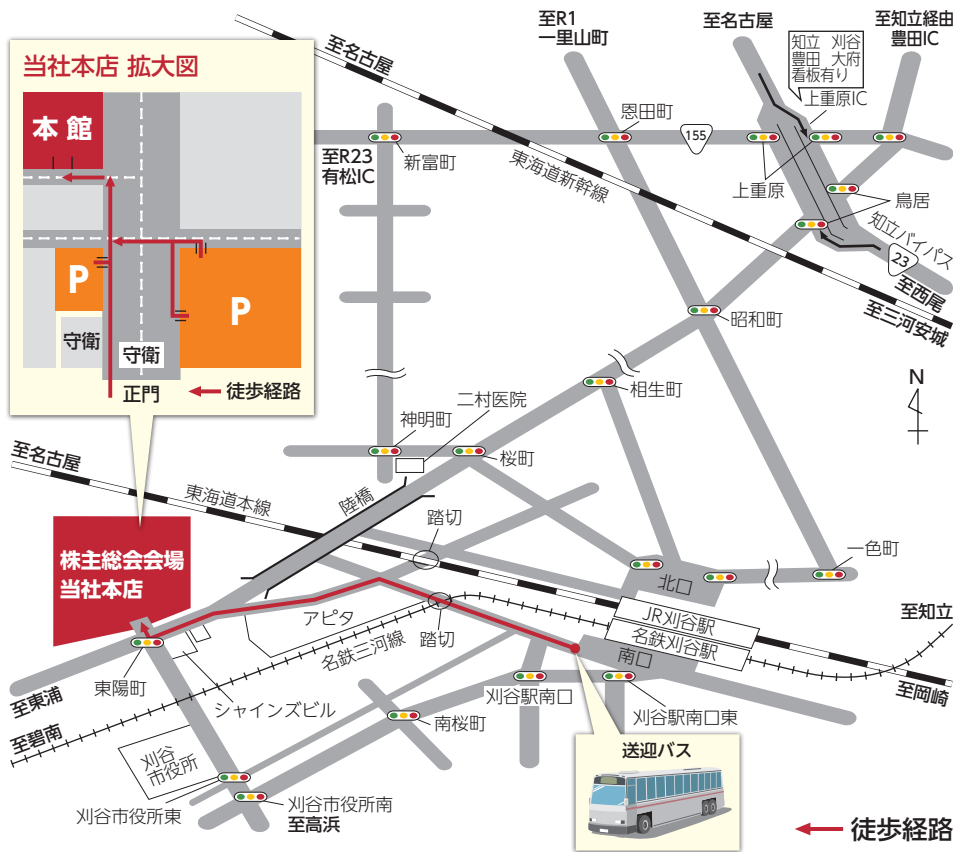 至R1
一里山町
至名古屋
至知立経由
豊田IC
至名古屋
知立　刈谷
豊田　大府
看板有り
上重原IC
当社本店 拡大図
本 館
P
P
守衛
守衛
正門
徒歩経路
恩田町
155
至R23
有松IC
新富町
東海道新幹線
上重原
鳥居
知立バイパス
23
至西尾
至三河安城
昭和町
N
相生町
二村医院
神明町
桜町
至名古屋
東海道本線
陸橋
踏切
株主総会会場
当社本店
一色町
北口
アピタ
踏切
JR刈谷駅
名鉄刈谷駅
南口
至知立
名鉄三河線
東陽町
至東浦
シャインズビル
刈谷駅南口
刈谷駅南口東
至岡崎
至碧南
南桜町
刈谷
市役所
送迎バス
刈谷市役所東
刈谷市役所南
至高浜
徒歩経路